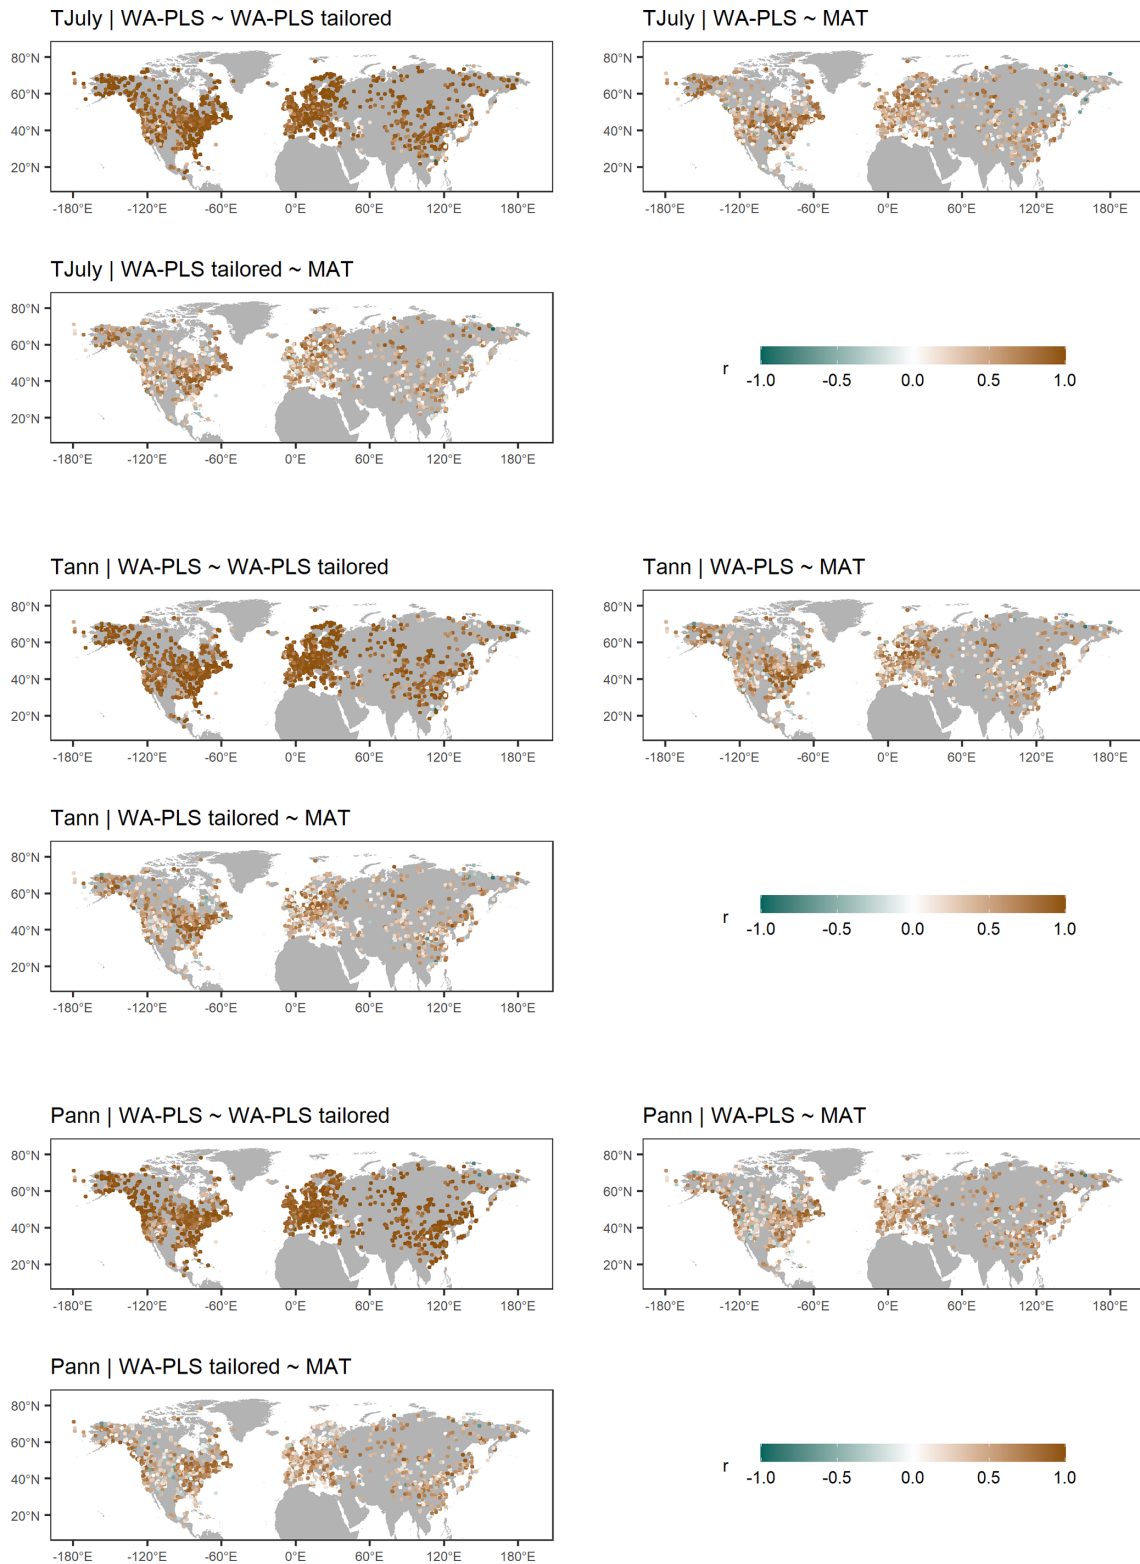 TJuly | WA-PLS ~ WA-PLS tailored
80°N
60°N
40°N
20°N
-180°E -120°E -60°E 0°E 60°E 120°E 180°E
TJuly | WA-PLS ~ MAT
80°N
60°N
40°N
20°N
-180°E -120°E -60°E 0°E 60°E 120°E 180°E
TJuly | WA-PLS tailored ~ MAT
80°N
60°N
40°N
20°N
-180°E -120°E -60°E 0°E 60°E 120°E 180°E
r -1.0 -0.5 0.0 0.5 1.0
Tann | WA-PLS ~ WA-PLS tailored
80°N
60°N
40°N
20°N
-180°E -120°E -60°E 0°E 60°E 120°E 180°E
Tann | WA-PLS ~ MAT
80°N
60°N
40°N
20°N
-180°E -120°E -60°E 0°E 60°E 120°E 180°E
Tann | WA-PLS tailored ~ MAT
80°N
60°N
40°N
20°N
-180°E -120°E -60°E 0°E 60°E 120°E 180°E
r -1.0 -0.5 0.0 0.5 1.0
Pann | WA-PLS ~ WA-PLS tailored
80°N
60°N
40°N
20°N
-180°E -120°E -60°E 0°E 60°E 120°E 180°E
Pann | WA-PLS ~ MAT
80°N
60°N
40°N
20°N
-180°E -120°E -60°E 0°E 60°E 120°E 180°E
Pann | WA-PLS tailored ~ MAT
80°N
60°N
40°N
20°N
-180°E -120°E -60°E 0°E 60°E 120°E 180°E
r -1.0 -0.5 0.0 0.5 1.0